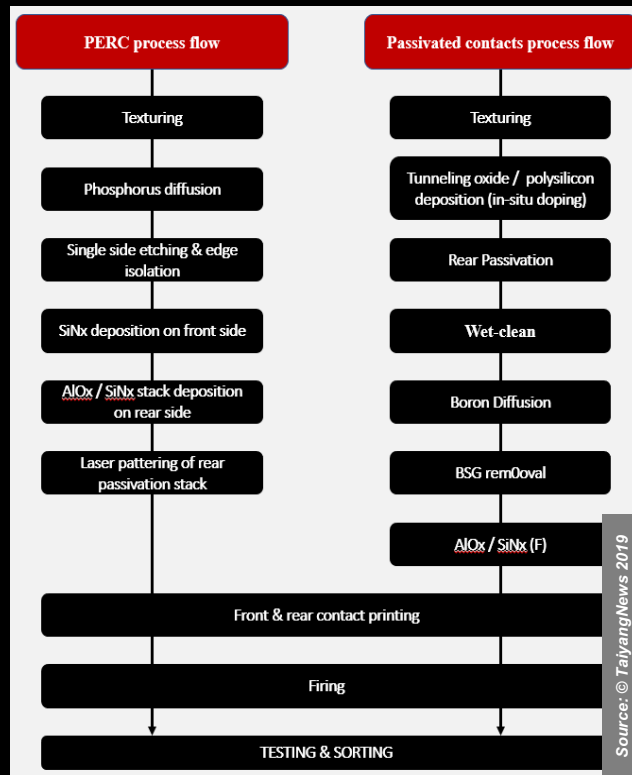 PERC process flow
Texturing
Phosphorus diffusion
Single side etching & edge
isolation
SiNx deposition on front side
AlOx / SiNx stack deposition
on rear side
Laser pattering of rear
passivation stack
Passivated contacts process flow
Texturing
Tunneling oxide / polysilicon
deposition (in-situ doping)
Rear Passivation
Wet-clean
Boron Diffusion
BSG rem0oval
AlOx / SiNx (F)
Front & rear contact printing
Firing
TESTING & SORTING
Source: © TaiyangNews 2019